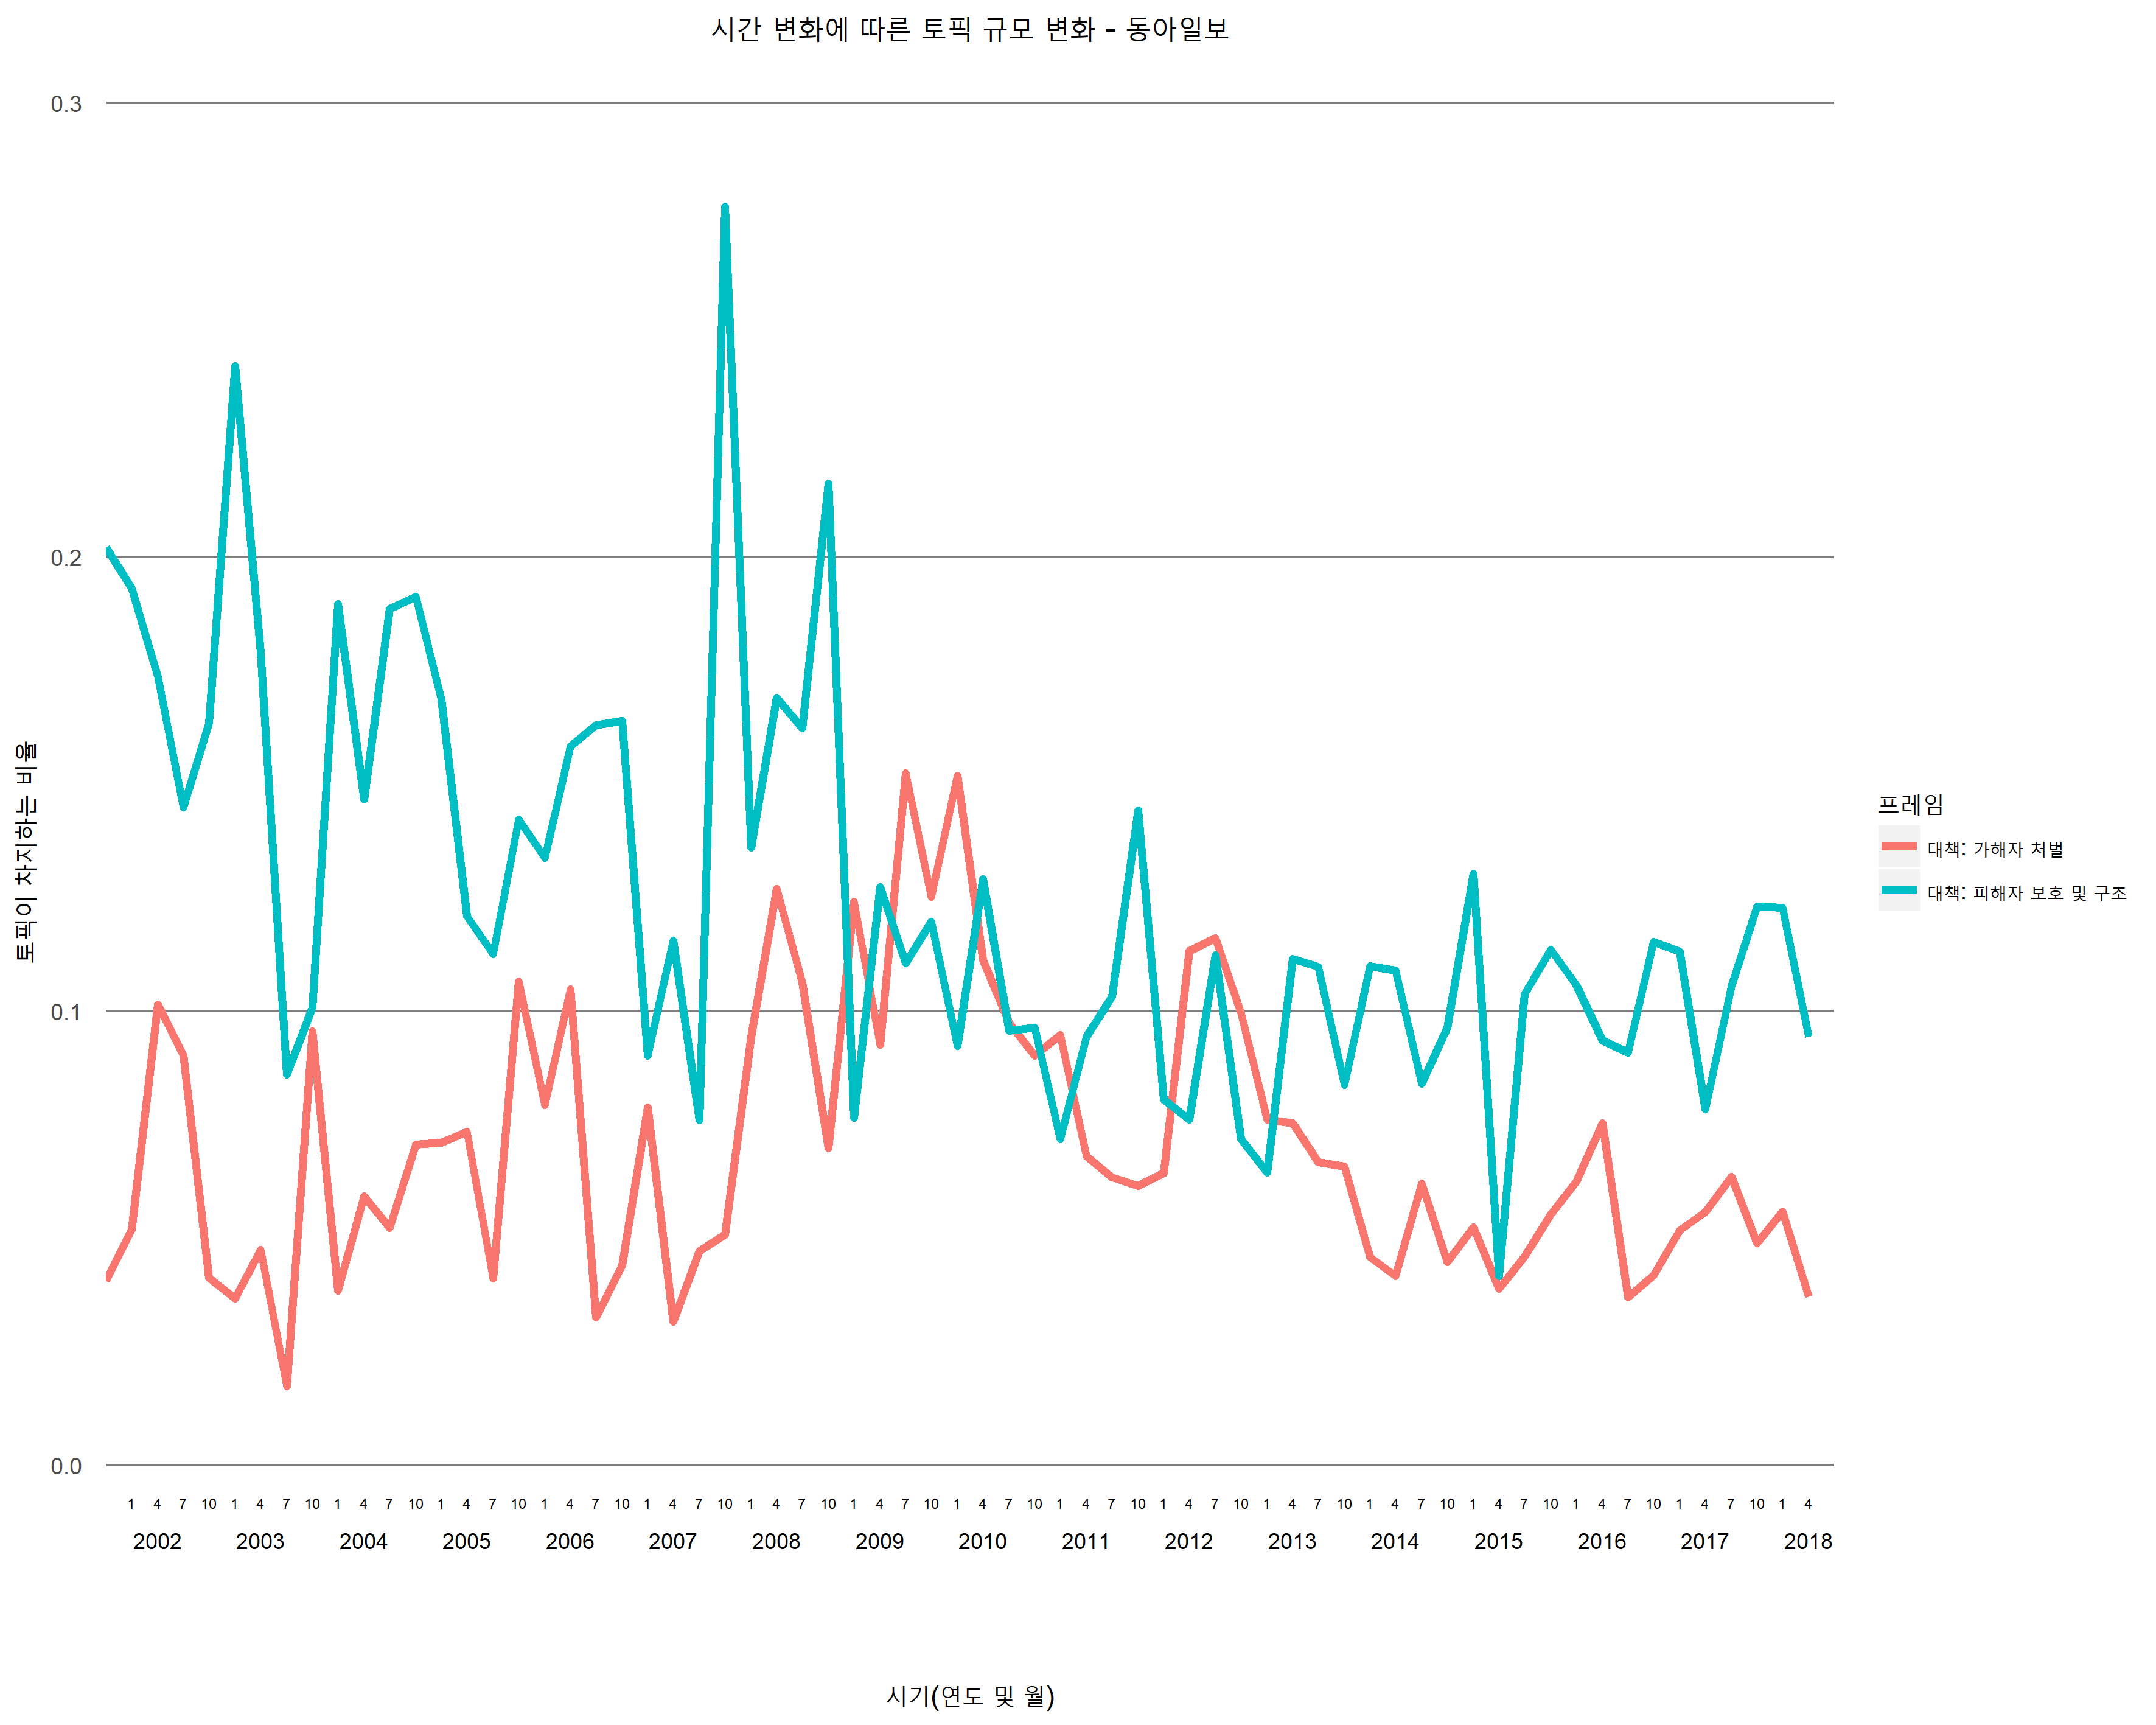 시간 변화에 따른 토픽 규모 변화 - 동아일보
0.3
0.2
0.1
0.0
토픽이 차지하는 비율
프레임
대책: 가해자 처벌
대책: 피해자 보호 및 구조
1 4 7 10 1 4 7 10 1 4 7 10 1 4 7 10 1 4 7 10 1 4 7 10 1 4 7 10 1 4 7 10 1 4 7 10 1 4 7 10 1 4 7 10 1 4 7 10 1 4 7 10 1 4 7 10 1 4 7 10 1 4 7 10 1 4
2002 2003 2004 2005 2006 2007 2008 2009 2010 2011 2012 2013 2014 2015 2016 2017 2018
시기(연도 및 월)